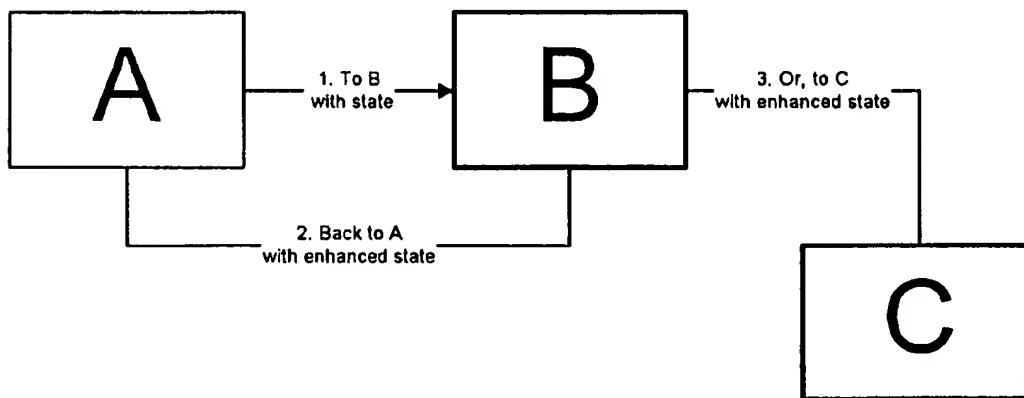 A
1. To B
with state
B
3. Or, to C
with enhanced state
2. Back to A
with enhanced state
C